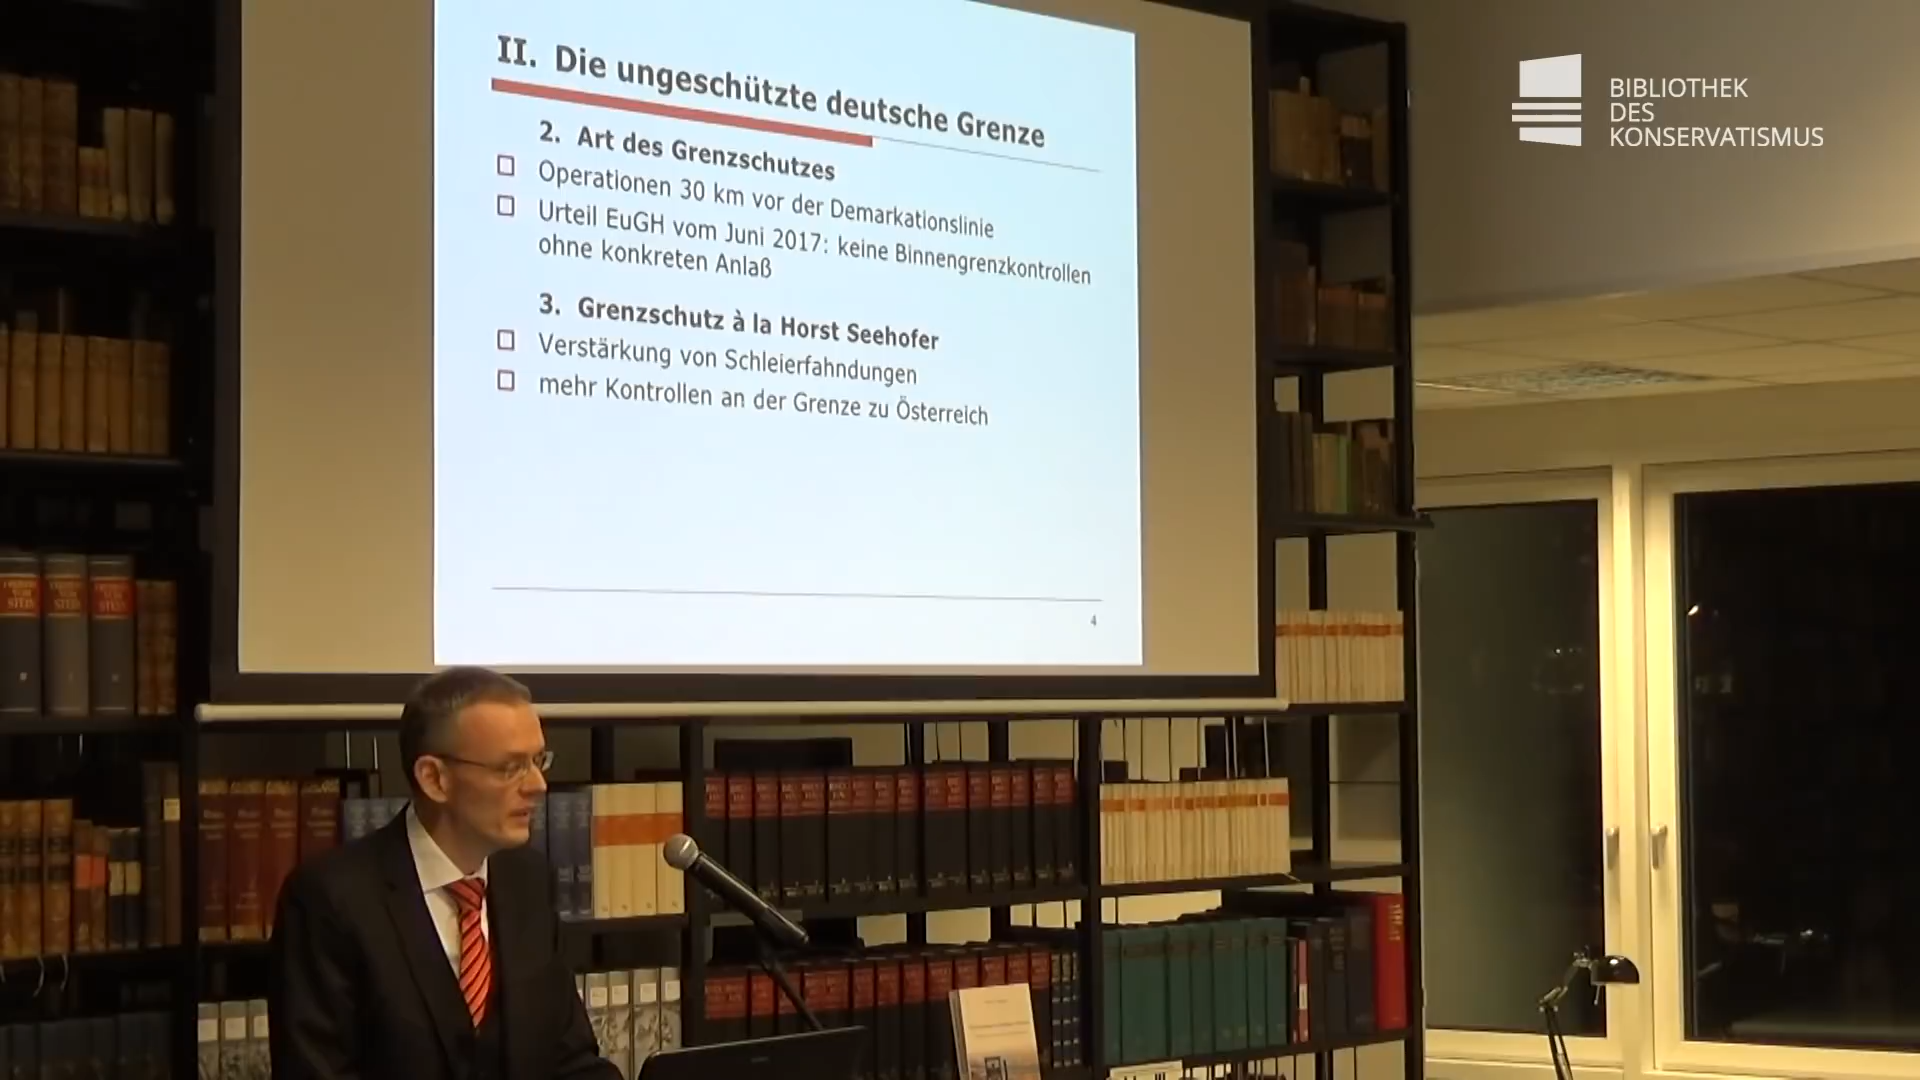 II. Die ungeschützte deutsche Grenze
2. Art des Grenzschutzes
Operationen 30 km vor der Demarkationslinie
Urteil EuGH vom Juni 2017: keine Binnengrenzkontrollen
ohne konkreten Anlaß
3. Grenzschutz à la Horst Seehofer
Verstärkung von Schleierfahndungen
mehr Kontrollen an der Grenze zu Österreich
4
BIBLIOTHEK
DES
KONSERVATISMUS